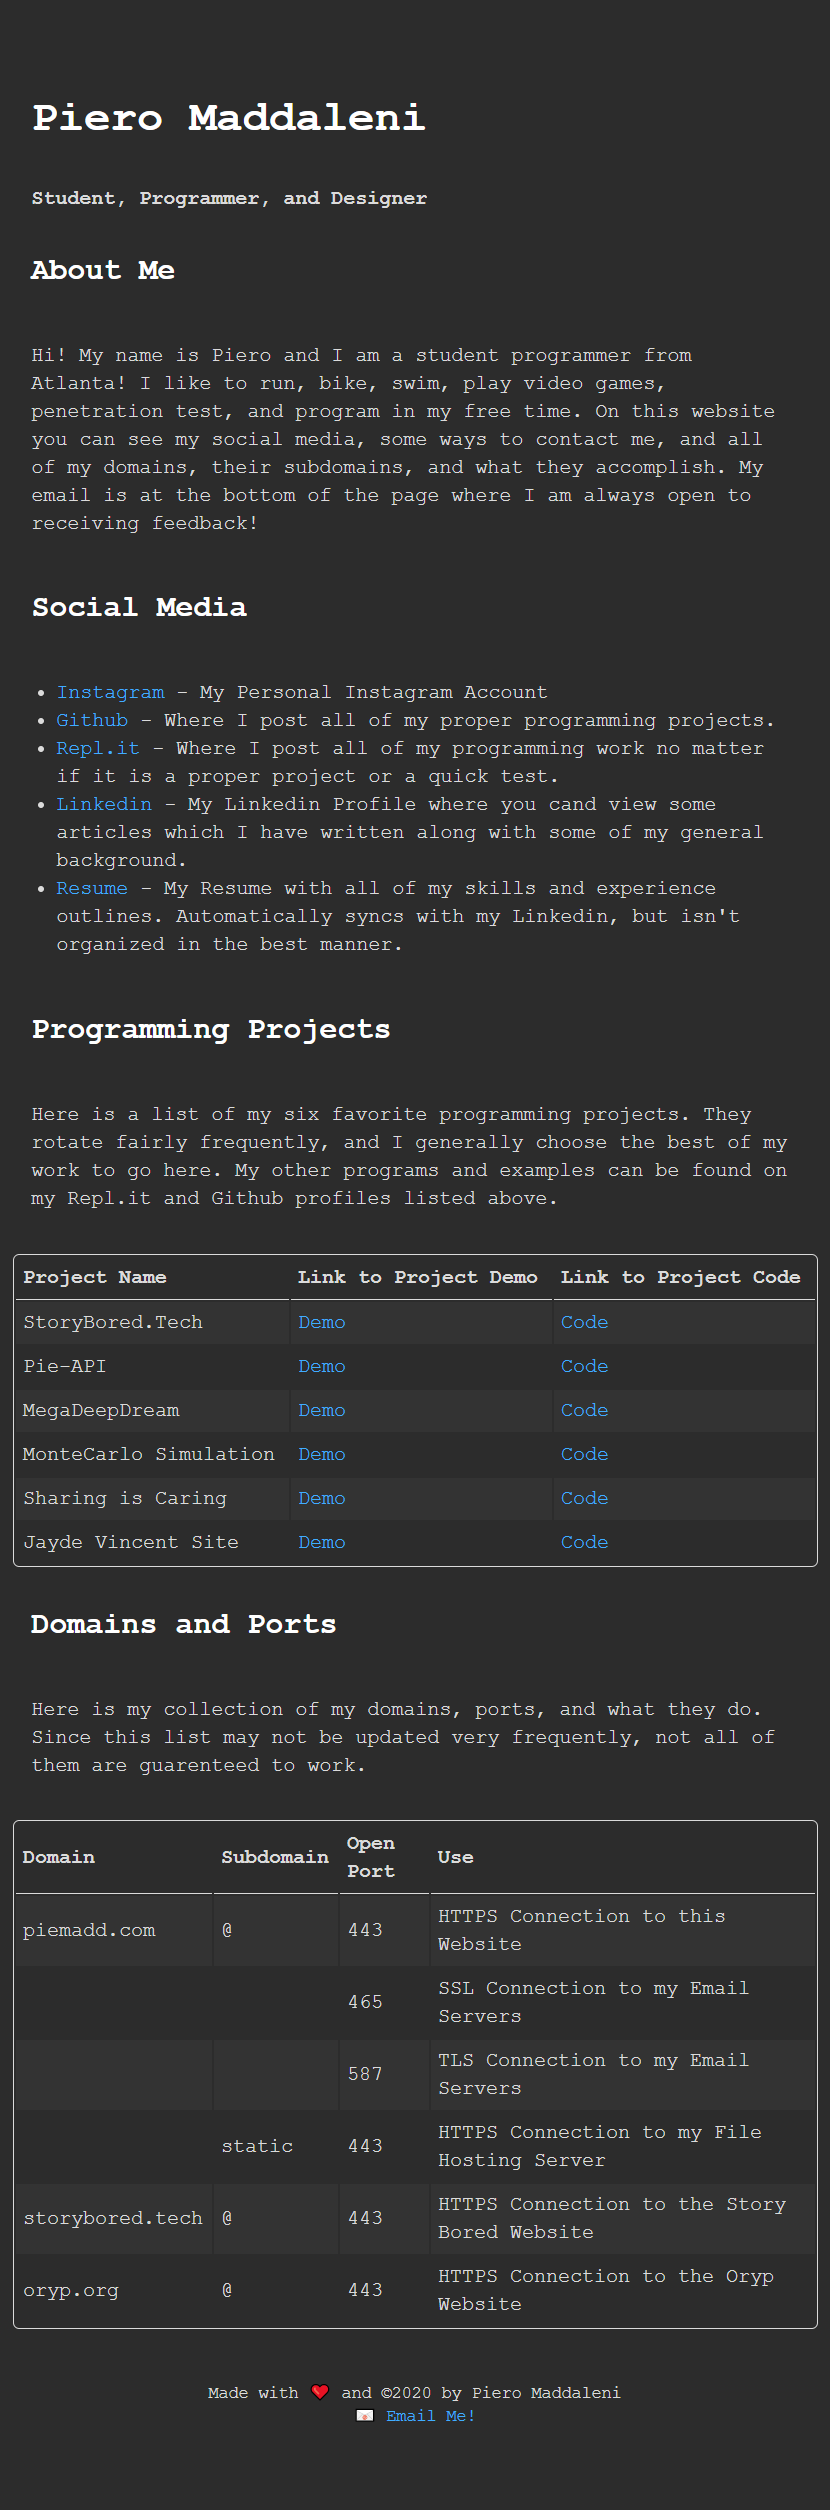 Piero Maddaleni
Student, Programmer, and Designer
About Me
Hi! My name is Piero and I am a student programmer from
Atlanta! I like to run, bike, swim, play video games,
penetration test, and program in my free time. On this website
you can see my social media, some ways to contact me, and all
of my domains, their subdomains, and what they accomplish. My
email is at the bottom of the page where I am always open to
receiving feedback!
Social Media
• Instagram - My Personal Instagram Account
• Github - Where I post all of my proper programming projects.
• Repl.it - Where I post all of my programming work no matter
if it is a proper project or a quick test.
• Linkedin - My Linkedin Profile where you cand view some
articles which I have written along with some of my general
background.
• Resume - My Resume with all of my skills and experience
outlines. Automatically syncs with my Linkedin, but isn't
organized in the best manner.
Programming Projects
Here is a list of my six favorite programming projects. They
rotate fairly frequently, and I generally choose the best of my
work to go here. My other programs and examples can be found on
my Repl.it and Github profiles listed above.
Project Name Link to Project Demo Link to Project Code
StoryBored.Tech Demo Code
Pie-API Demo Code
MegaDeepDream Demo Code
MonteCarlo Simulation Demo Code
Sharing is Caring Demo Code
Jayde Vincent Site Demo Code
Domains and Ports
Here is my collection of my domains, ports, and what they do.
Since this list may not be updated very frequently, not all of
them are guarenteed to work.
Domain Subdomain Open Port Use
piemadd.com @ 443 HTTPS Connection to this
Website
465 SSL Connection to my Email
Servers
587 TLS Connection to my Email
Servers
static 443 HTTPS Connection to my File
Hosting Server
storybored.tech @ 443 HTTPS Connection to the Story
Bored Website
oryp.org @ 443 HTTPS Connection to the Oryp
Website
Made with ❤️ and ©2020 by Piero Maddaleni
💌 Email Me!